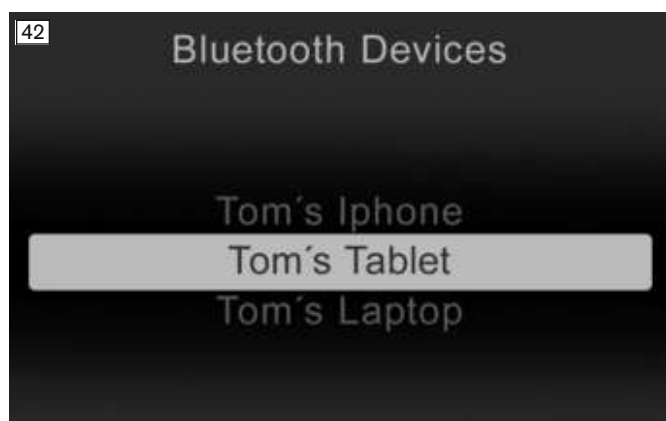 42
Bluetooth Devices
Tom´s Iphone
Tom´s Tablet
Tom´s Laptop